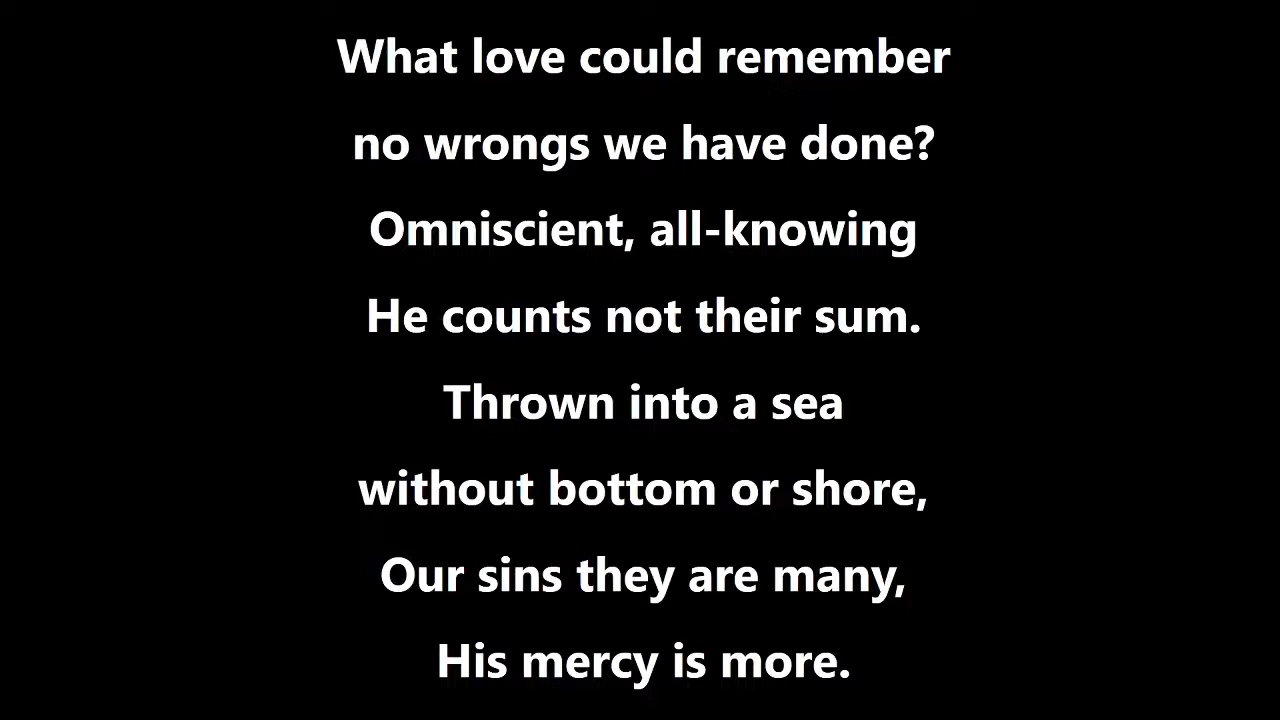 What love could remember
no wrongs we have done?
Omniscient, all-knowing
He counts not their sum.
Thrown into a sea
without bottom or shore,
Our sins they are many,
His mercy is more.